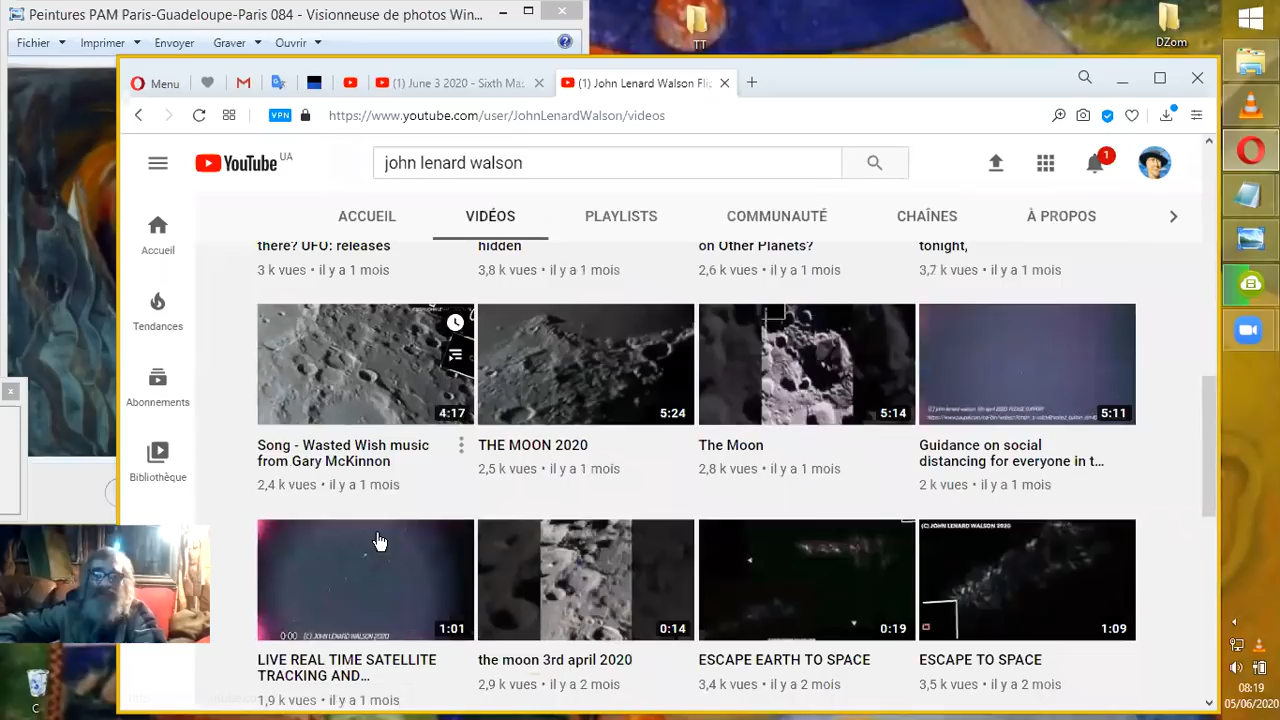 Peintures PAM Paris-Guadeloupe-Paris 084 - Visionneuse de photos Win...
TT
DZom
Fichier Imprimer Envoyer Graver Ouvrir
Menu
(1) June 3 2020 - Sixth Ma
(1) John Lenard Walson Fli
VPN
https://www.youtube.com/user/JohnLenardWalson/videos
YouTube UA
john lenard walson
1
ACCUEIL VIDÉOS PLAYLISTS COMMUNAUTÉ CHAÎNES À PROPOS
Accueil
Tendances
Abonnements
Bibliothèque
there? UFO: releases
3 k vues • il y a 1 mois
hidden
3,8 k vues • il y a 1 mois
on Other Planets?
2,6 k vues • il y a 1 mois
tonight,
3,7 k vues • il y a 1 mois
4:17
Song - Wasted Wish music
from Gary McKinnon
2,4 k vues • il y a 1 mois
5:24
THE MOON 2020
2,5 k vues • il y a 1 mois
5:14
The Moon
2,8 k vues • il y a 1 mois
5:11
Guidance on social
distancing for everyone in t...
2 k vues • il y a 1 mois
0:00 (C) JOHN LENARD WALSON 2020
1:01
LIVE REAL TIME SATELLITE
TRACKING AND...
1,9 k vues • il y a 1 mois
0:14
the moon 3rd april 2020
2,9 k vues • il y a 2 mois
0:19
ESCAPE EARTH TO SPACE
3,4 k vues • il y a 2 mois
(C) JOHN LENARD WALSON 2020
1:09
ESCAPE TO SPACE
3,5 k vues • il y a 2 mois
C
08:19
05/06/2020